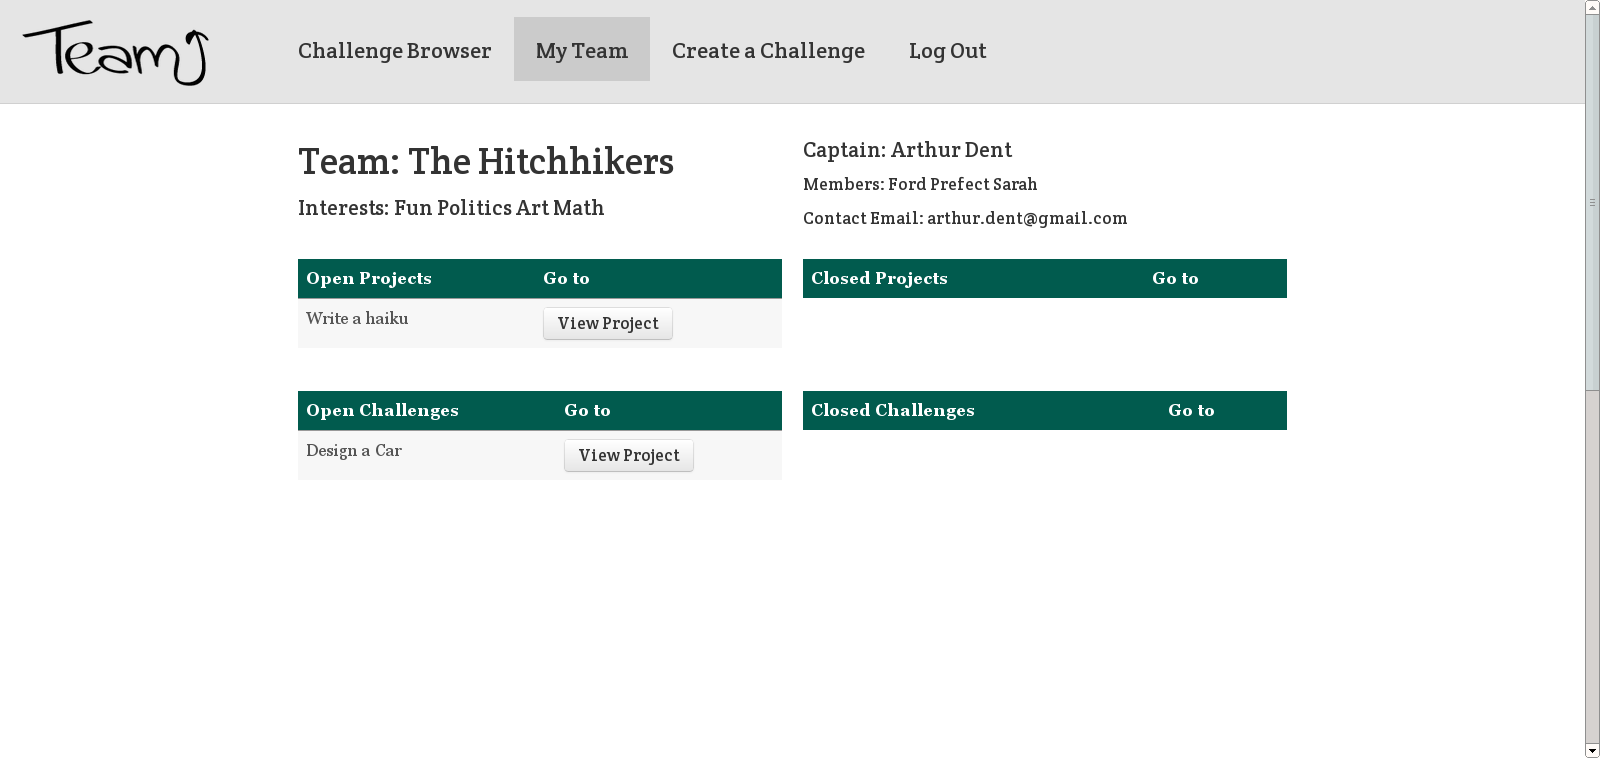 Team
Challenge Browser
My Team
Create a Challenge
Log Out
Team: The Hitchhikers
Interests: Fun Politics Art Math
Captain: Arthur Dent
Members: Ford Prefect Sarah
Contact Email: arthur.dent@gmail.com
Open Projects Go to
Write a haiku View Project
Closed Projects Go to
Open Challenges Go to
Design a Car View Project
Closed Challenges Go to